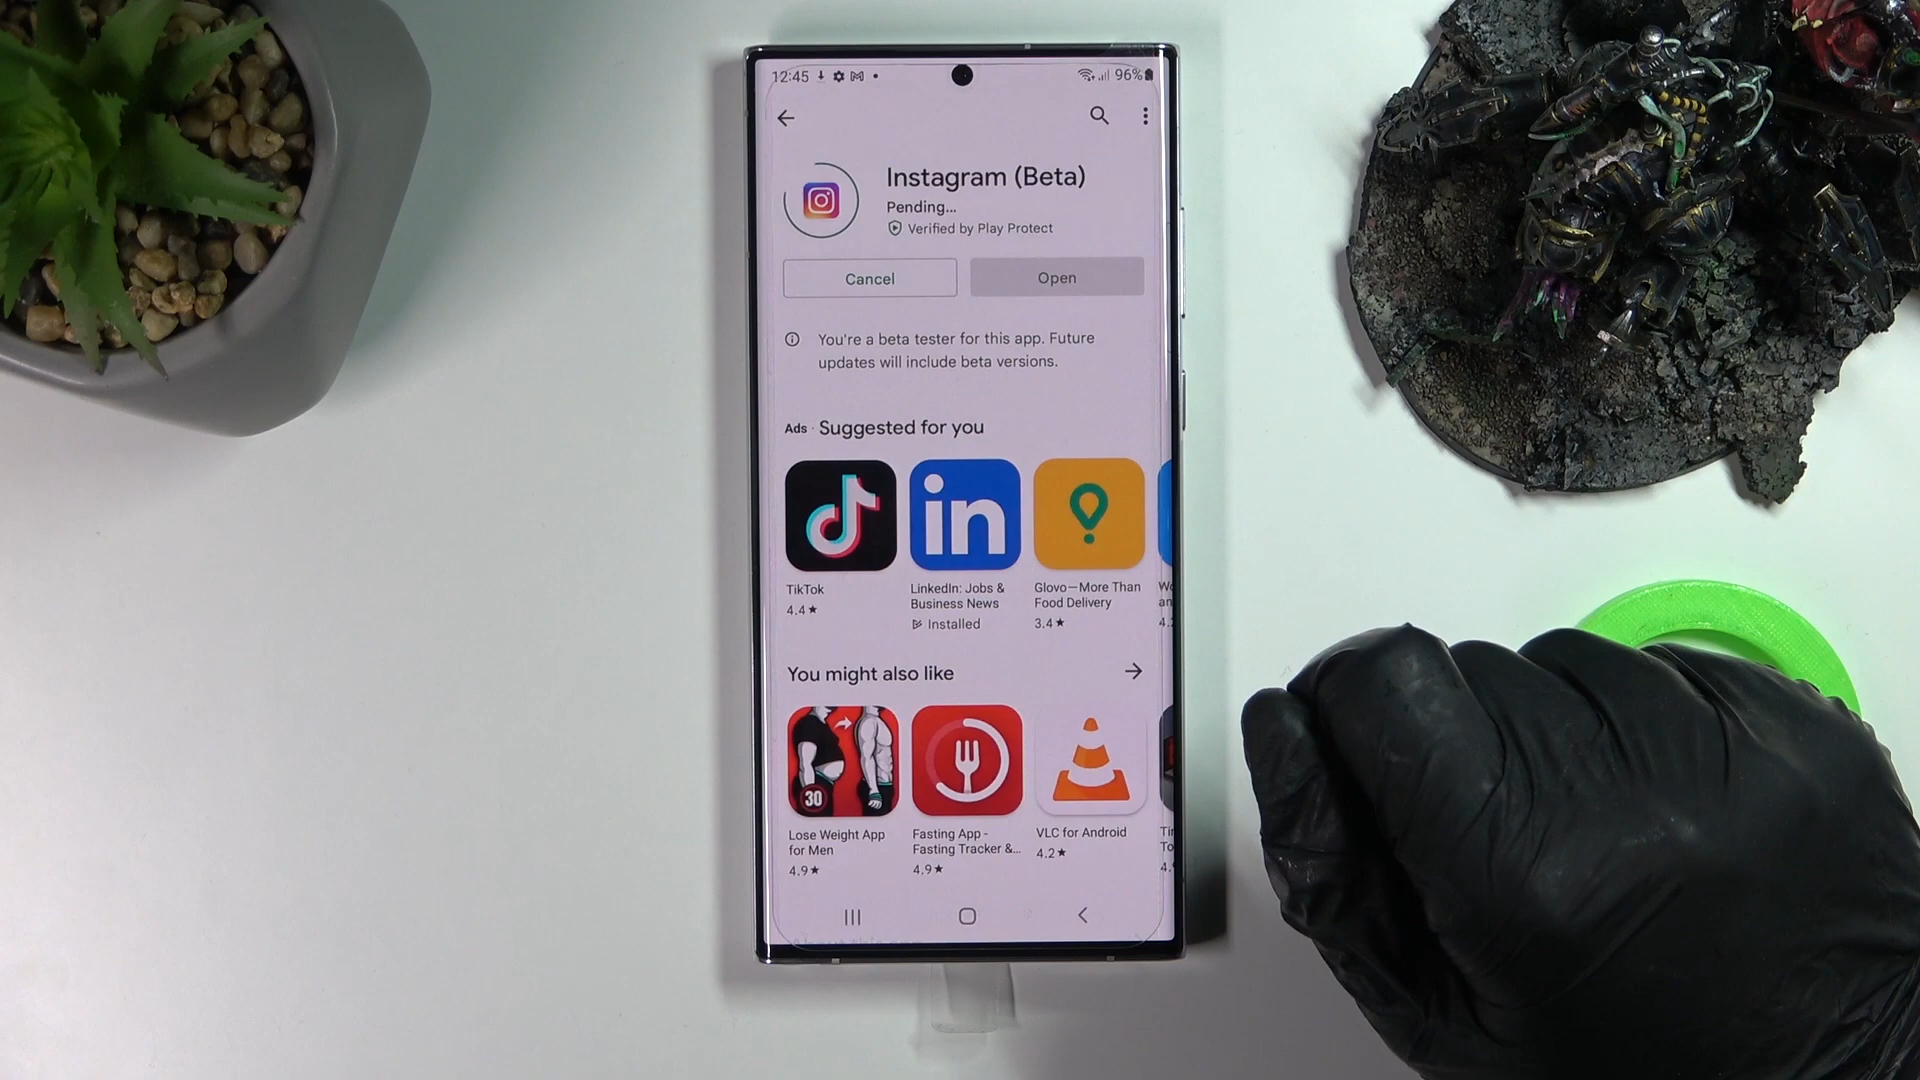 12:45 96%
Instagram (Beta)
Pending...
Verified by Play Protect
Cancel Open
You're a beta tester for this app. Future
updates will include beta versions.
Ads · Suggested for you
in
TikTok
4.4★
LinkedIn: Jobs &
Business News
Installed
Glovo—More Than
Food Delivery
3.4★
You might also like
30
Lose Weight App
for Men
4.9★
Fasting App -
Fasting Tracker &...
4.9★
VLC for Android
4.2★